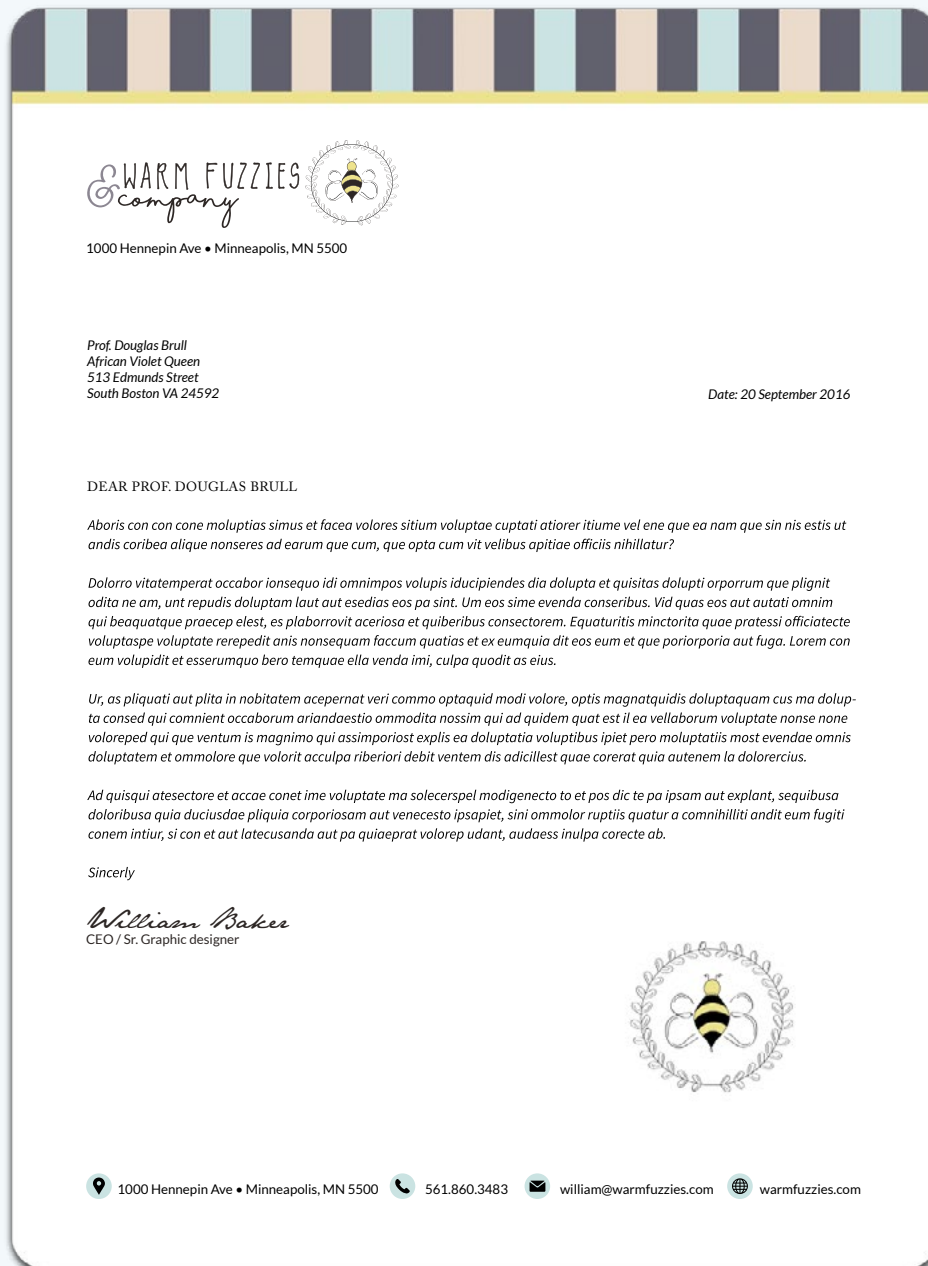 & WARM FUZZIES
company
1000 Hennepin Ave • Minneapolis, MN 5500
Prof. Douglas Brull
African Violet Queen
513 Edmunds Street
South Boston VA 24592
Date: 20 September 2016
DEAR PROF. DOUGLAS BRULL
Aboris con con cone moluptias simus et facea volores sitium voluptae cuptati atiorer itiume vel ene que ea nam que sin nis estis ut
andis coribea alique nonseres ad earum que cum, que opta cum vit velibus apitiae officiis nihillatur?
Dolorro vitatemperat occabor ionsequo idi omnimpos volupis iducipiendes dia dolupta et quisitas dolupti orporrum que plignit
odita ne am, unt repudis doluptam laut aut esedias eos pa sint. Um eos sime evenda conseribus. Vid quas eos aut autati omnim
qui beaquatque praecep elest, es plaborrovit aceriosa et quiberibus consectorem. Equaturitis minctorita quae pratessi officiatecte
voluptaspe voluptate rerepedit anis nonsequam faccum quatias et ex eumquia dit eos eum et que poriorporia aut fuga. Lorem con
eum volupidit et esserumquo bero temquae ella venda imi, culpa quodit as eius.
Ur, as pliquati aut plita in nobitatem acepernat veri commo optaquid modi volore, optis magnatquidis doluptaquam cus ma dolup-
ta consed qui comnient occaborum ariandaestio ommodita nossim qui ad quidem quat est il ea vellaborum voluptate nonse none
voloreped qui que ventum is magnimo qui assimporiost explis ea doluptatia voluptibus ipiet pero moluptatiis most evendae omnis
doluptatem et ommolore que volorit acculpa riberiori debit ventem dis adicillest quae corerat quia autenem la dolorercius.
Ad quisqui atesectore et accae conet ime voluptate ma solecerspel modigenecto to et pos dic te pa ipsam aut explant, sequibusa
doloribusa quia duciusdae pliquia corporiosam aut venecesto ipsapiet, sini ommolor ruptiis quatur a comnihilliti andit eum fugiti
conem intiur, si con et aut latecusanda aut pa quiaeprat volorep udant, audaess inulpa corecte ab.
Sincerly
William Baker
CEO / Sr. Graphic designer
1000 Hennepin Ave • Minneapolis, MN 5500 561.860.3483 william@warmfuzzies.com warmfuzzies.com